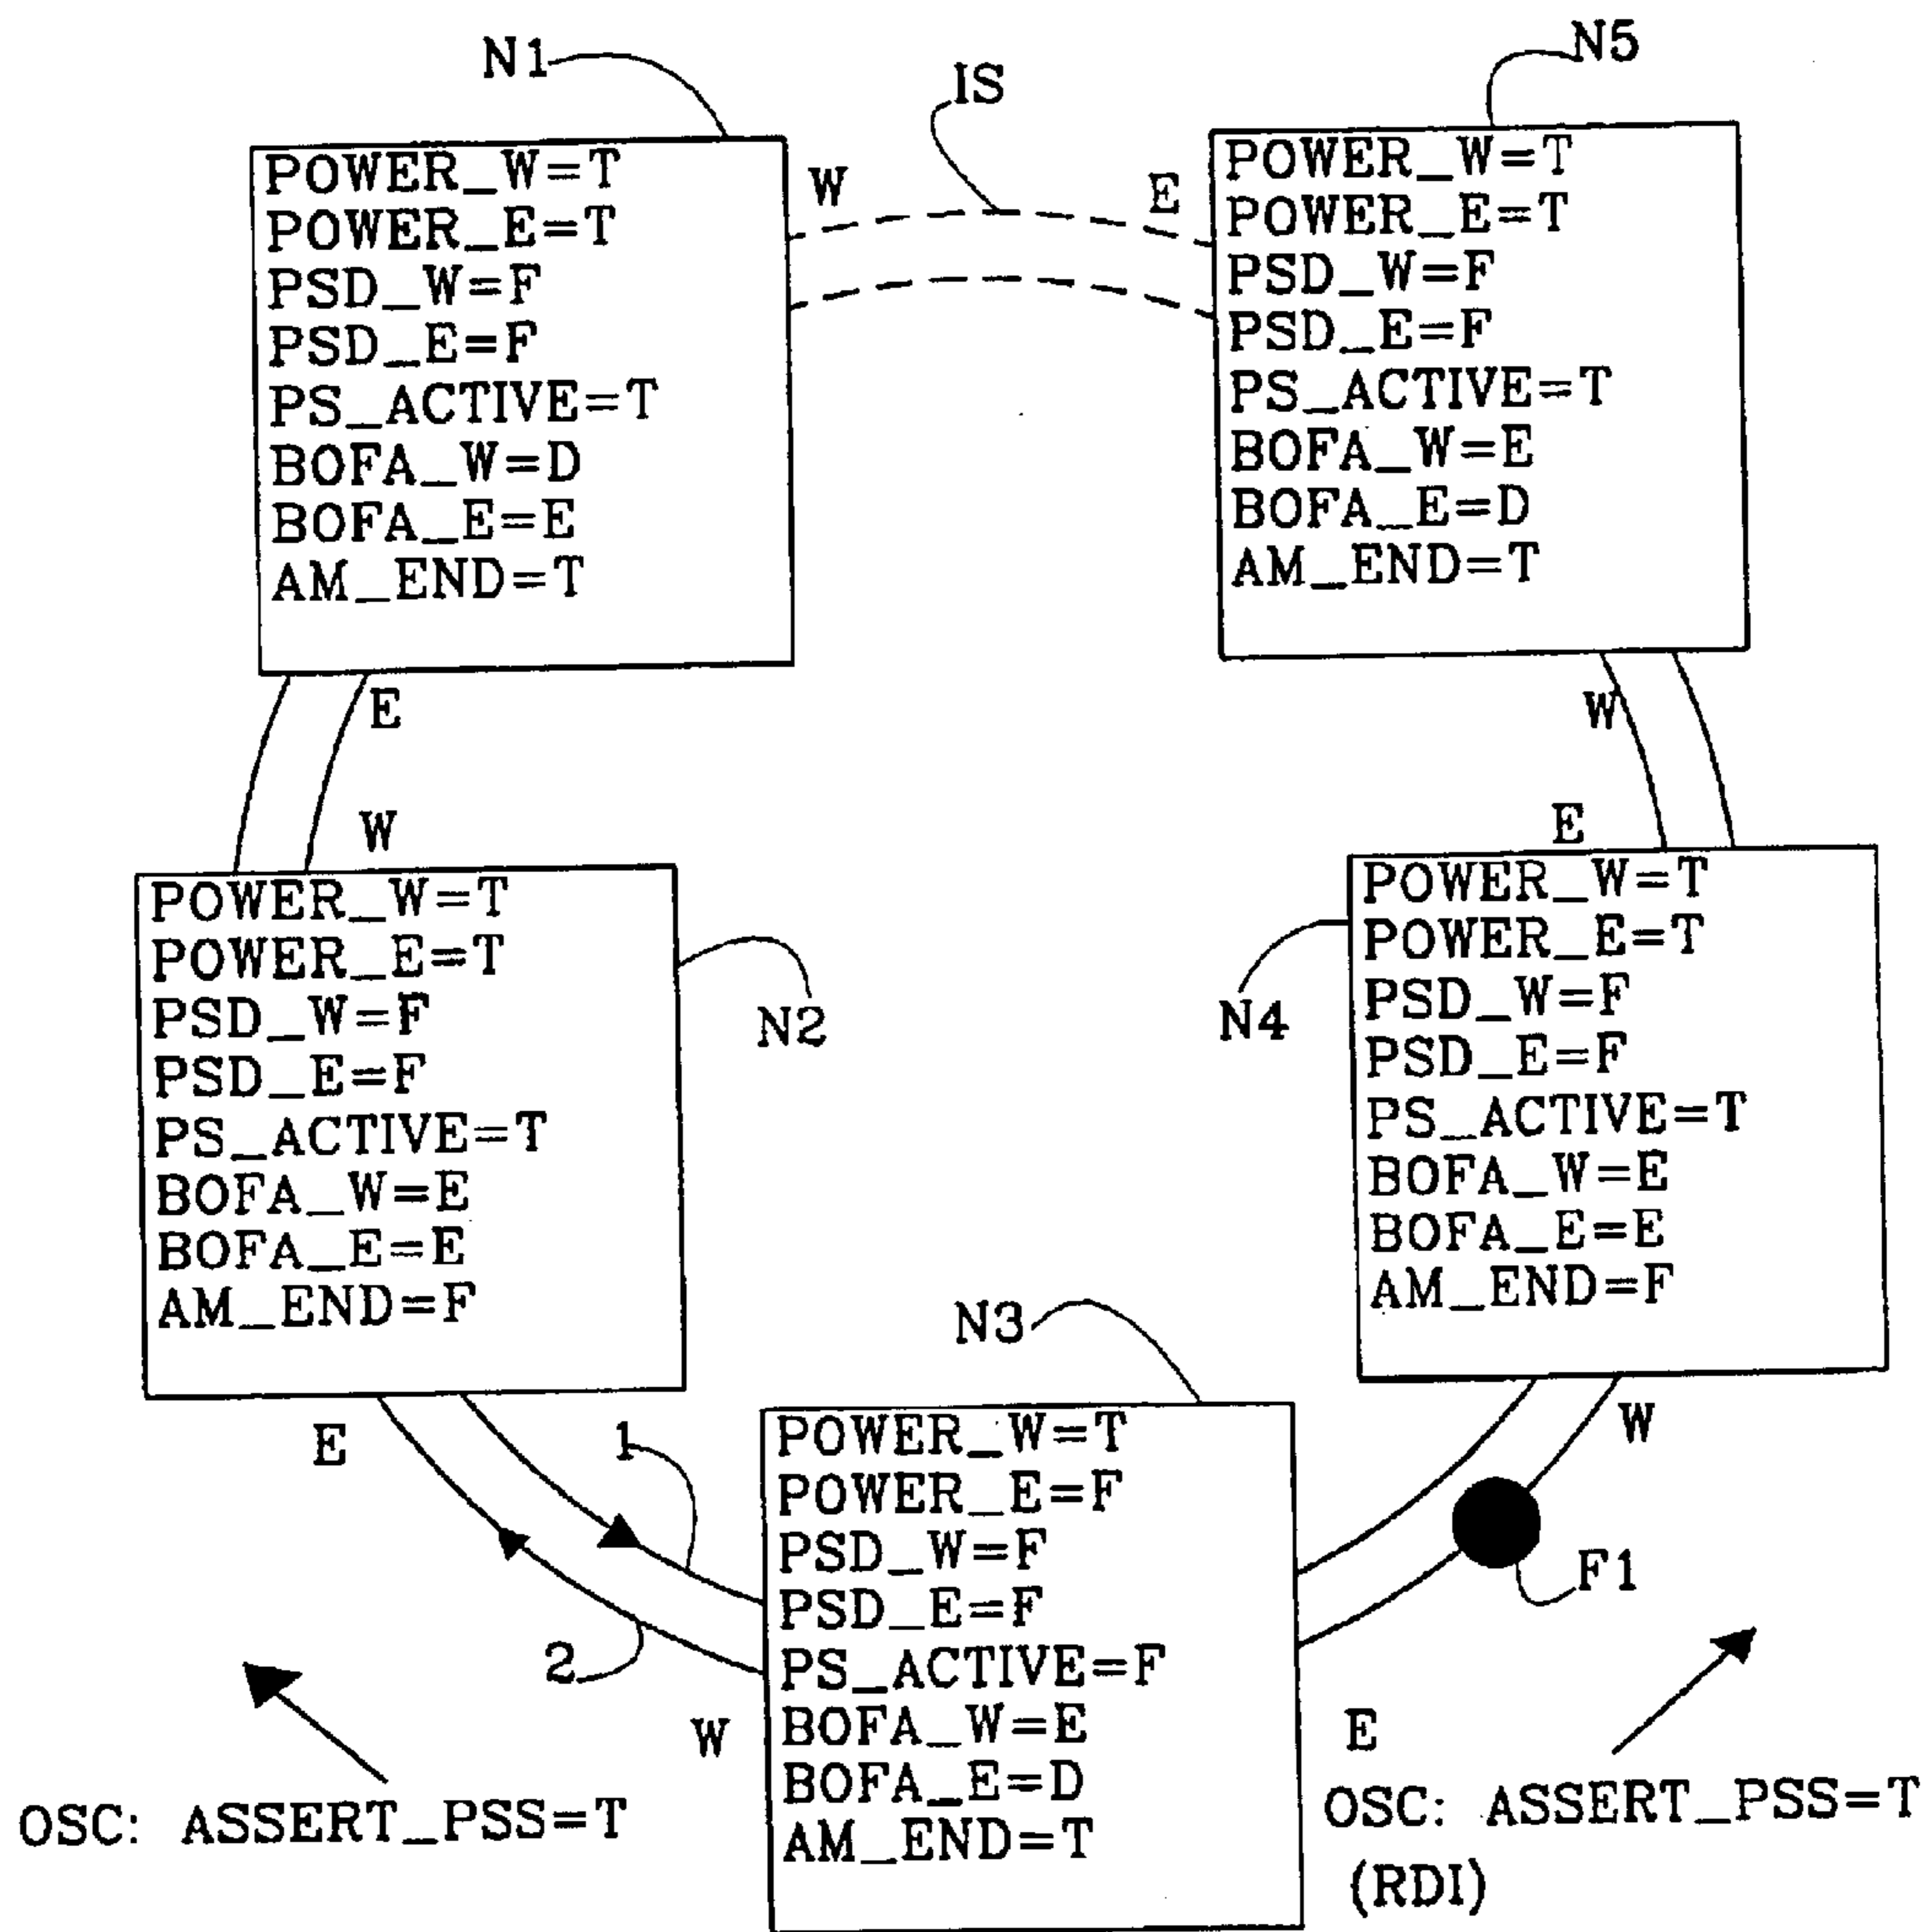 N1
IS
N5
POWER_W=T
POWER_E=T
PSD_W=F
PSD_E=F
PS_ACTIVE=T
BOFA_W=D
BOFA_E=E
AM_END=T
W
E
POWER_W=T
POWER_E=T
PSD_W=F
PSD_E=F
PS_ACTIVE=T
BOFA_W=E
BOFA_E=D
AM_END=T
E
W
W
E
POWER_W=T
POWER_E=T
PSD_W=F
PSD_E=F
PS_ACTIVE=T
BOFA_W=E
BOFA_E=E
AM_END=F
N2
N4
POWER_W=T
POWER_E=T
PSD_W=F
PSD_E=F
PS_ACTIVE=T
BOFA_W=E
BOFA_E=E
AM_END=F
N3
E
1
2
W
POWER_W=T
POWER_E=F
PSD_W=F
PSD_E=F
PS_ACTIVE=F
BOFA_W=E
BOFA_E=D
AM_END=T
W
F1
E
OSC: ASSERT_PSS=T
OSC: ASSERT_PSS=T
(RDI)